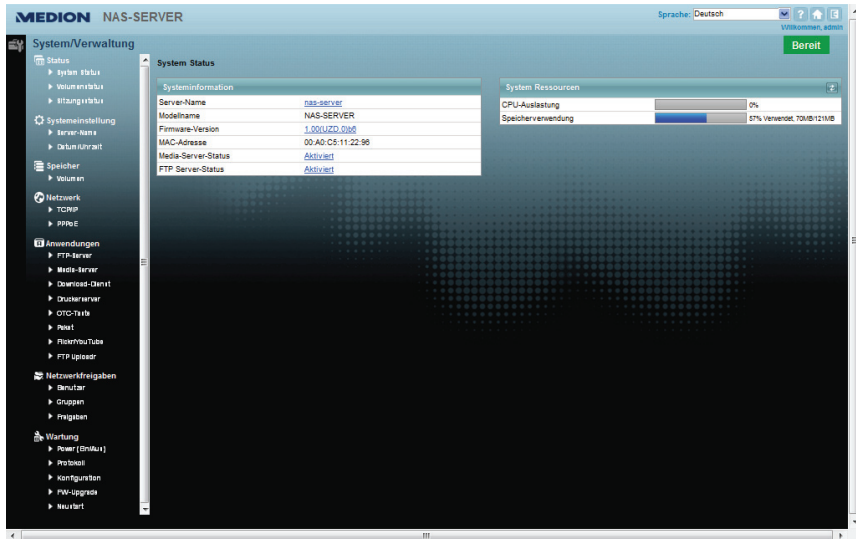 MEDION NAS-SERVER
Sprache: Deutsch
Willkommen, admin
System/Verwaltung
Bereit
Status
System Status
Volumenstatus
Sitzungsstatus
Systemeinstellung
Server-Name
Datum/Uhrzeit
Speicher
Volumen
Netzwerk
TCP/IP
PPPoE
Anwendungen
FTP-Server
Media-Server
Download-Dienst
Druckerserver
OTC-Taste
Paket
Flickr/YouTube
FTP Uploadr
Netzwerkfreigaben
Benutzer
Gruppen
Freigaben
Wartung
Power (Ein/Aus)
Protokoll
Konfiguration
FW-Upgrade
Neustart
System Status
Systeminformation
Server-Name nas-server
Modellname NAS-SERVER
Firmware-Version 1.00(UZD.0)b6
MAC-Adresse 00:A0:C5:11:22:96
Media-Server-Status Aktiviert
FTP Server-Status Aktiviert
System Ressourcen
CPU-Auslastung 0%
Speicherverwendung 57% Verwendet, 70MB/121MB